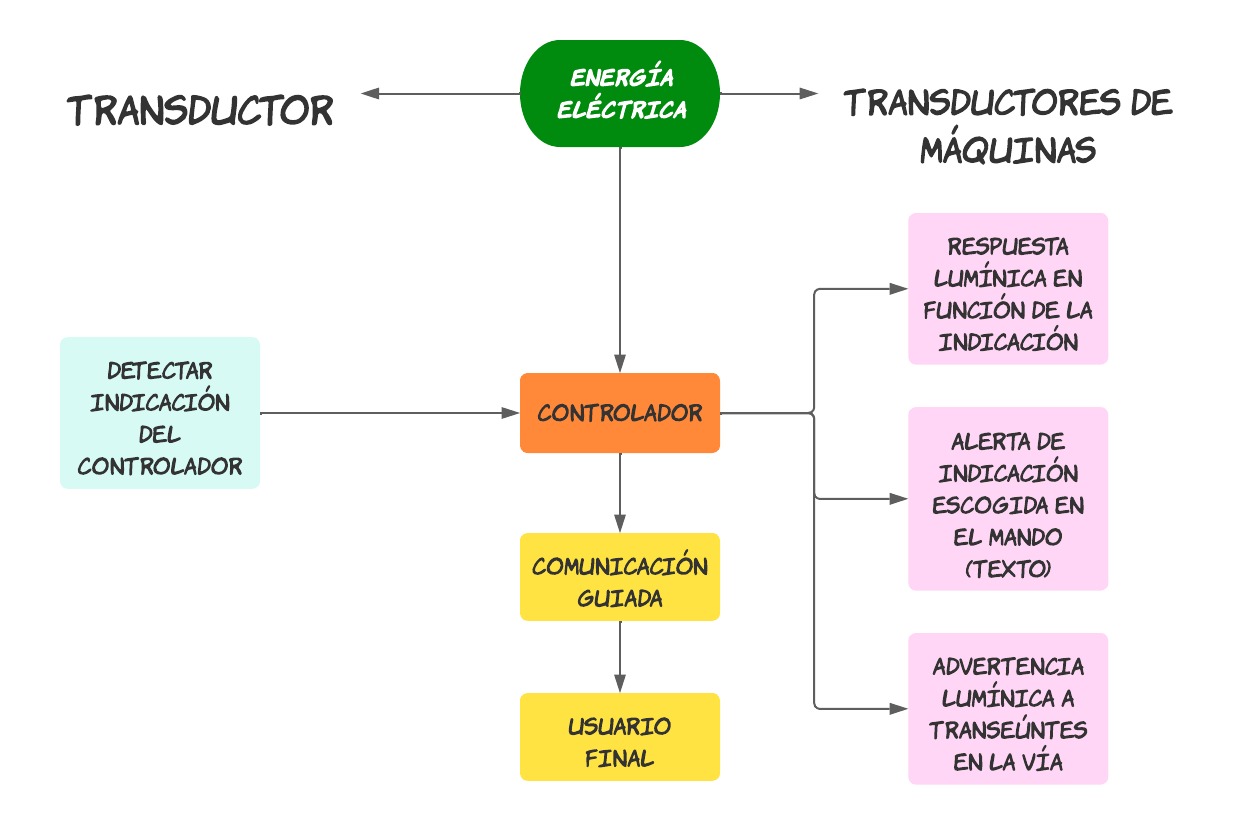 ENERGÍA
ELÉCTRICA
TRANSDUCTOR
TRANSDUCTORES DE
MÁQUINAS
RESPUESTA
LUMÍNICA EN
FUNCIÓN DE LA
INDICACIÓN
DETECTAR
INDICACIÓN
DEL
CONTROLADOR
CONTROLADOR
ALERTA DE
INDICACIÓN
ESCOGIDA EN
EL MANDO
(TEXTO)
COMUNICACIÓN
GUIADA
USUARIO
FINAL
ADVERTENCIA
LUMÍNICA A
TRANSEÚNTES
EN LA VÍA